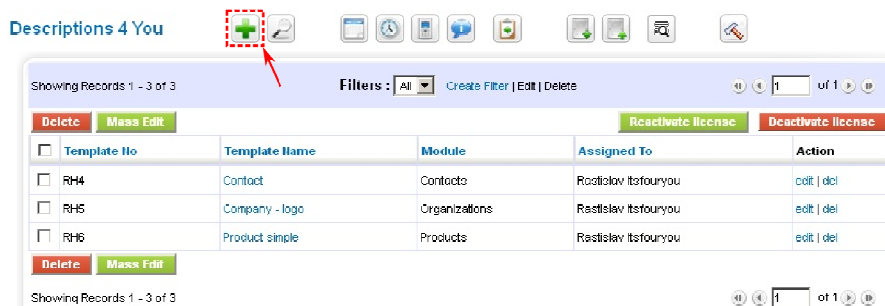 Descriptions 4 You
Showing Records 1 - 3 of 3 Filters : All Create Filter | Edit | Delete 1 of 1
Delete Mass Edit Reactivate license Deactivate license
Template No Template Name Module Assigned To Action
RH4 Contact Contacts Rastislav Itsfouryou edit | del
RH5 Company - logo Organizations Rastislav Itsfouryou edit | del
RH6 Product simple Products Rastislav Itsfouryou edit | del
Delete Mass Edit
Showing Records 1 - 3 of 3 1 of 1